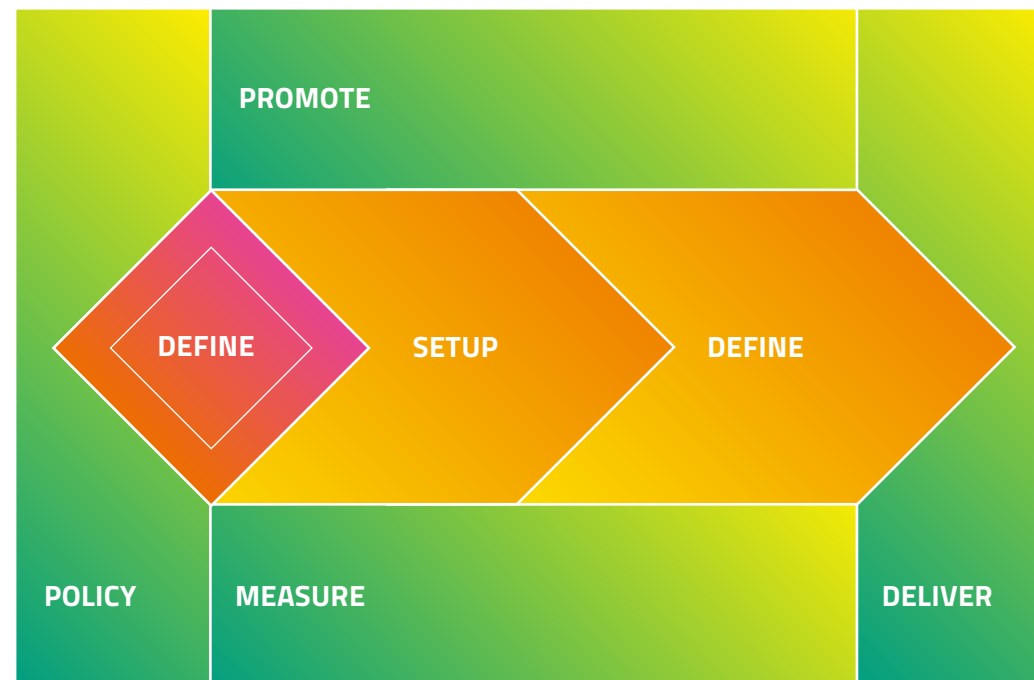 PROMOTE
DEFINE
SETUP
DEFINE
POLICY
MEASURE
DELIVER